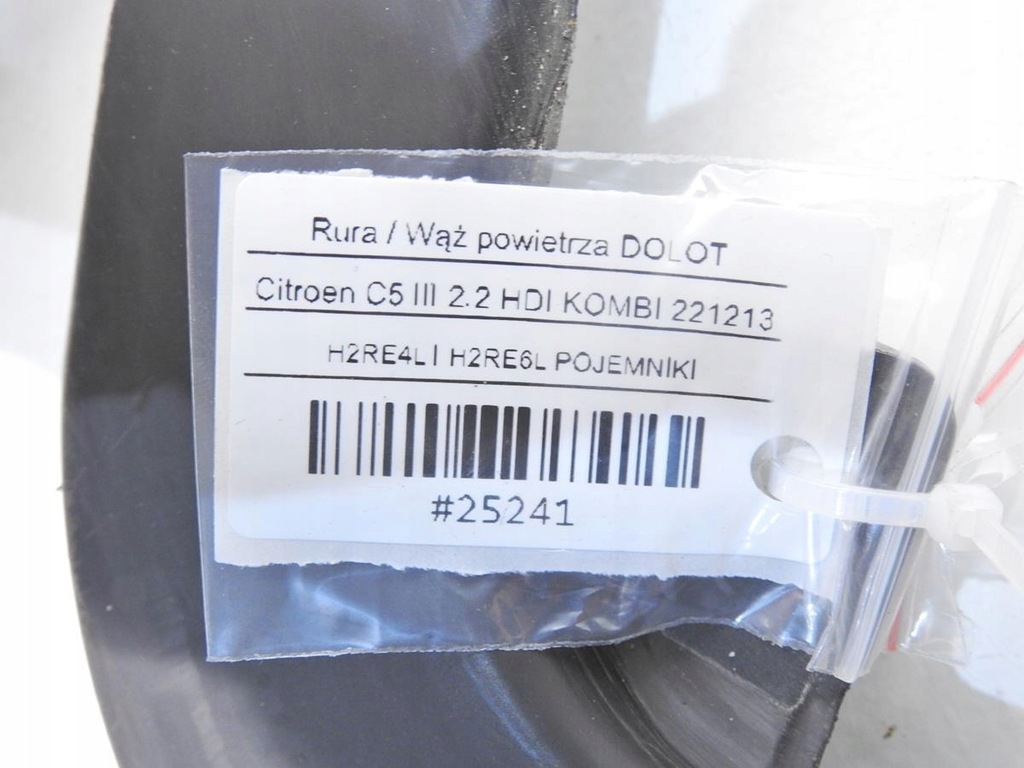 Rura / Wąż powietrza DOLOT
Citroen C5 III 2.2 HDI KOMBI 221213
H2RE4L I H2RE6L POJEMNIKI
#25241